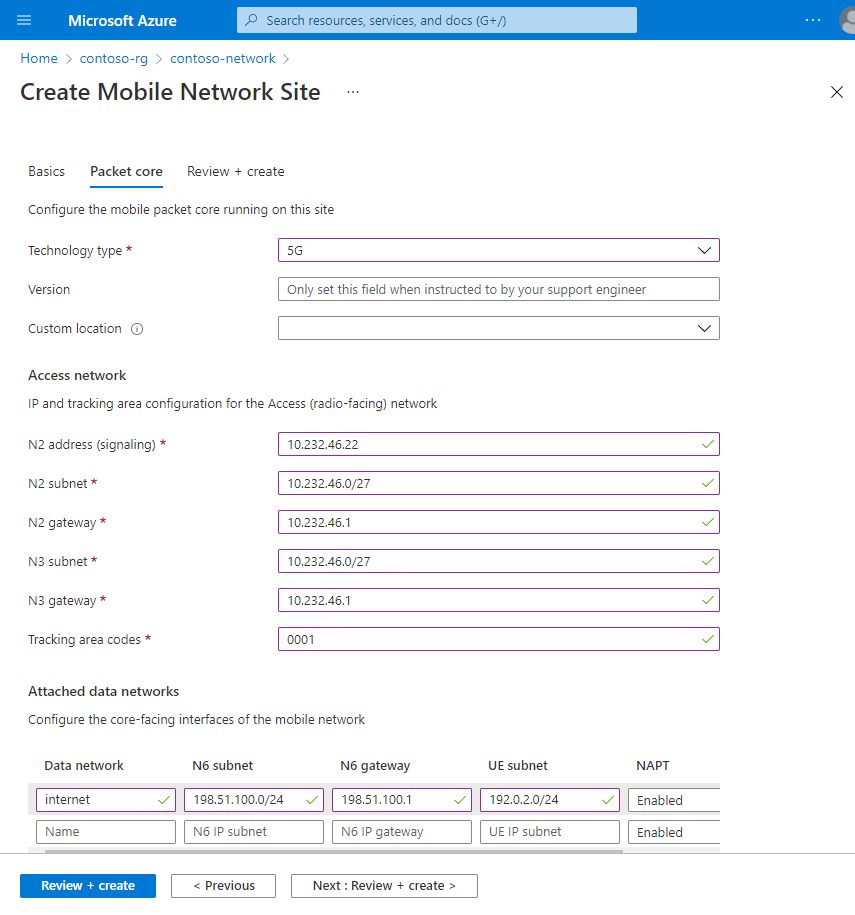 Microsoft Azure
Search resources, services, and docs (G+/)
Home > contoso-rg > contoso-network >
Create Mobile Network Site ...
Basics Packet core Review + create
Configure the mobile packet core running on this site
Technology type * 5G
Version Only set this field when instructed to by your support engineer
Custom location
Access network
IP and tracking area configuration for the Access (radio-facing) network
N2 address (signaling) * 10.232.46.22
N2 subnet * 10.232.46.0/27
N2 gateway * 10.232.46.1
N3 subnet * 10.232.46.0/27
N3 gateway * 10.232.46.1
Tracking area codes * 0001
Attached data networks
Configure the core-facing interfaces of the mobile network
Data network N6 subnet N6 gateway UE subnet NAPT
internet 198.51.100.0/24 198.51.100.1 192.0.2.0/24 Enabled
Name N6 IP subnet N6 IP gateway UE IP subnet Enabled
Review + create < Previous Next : Review + create >